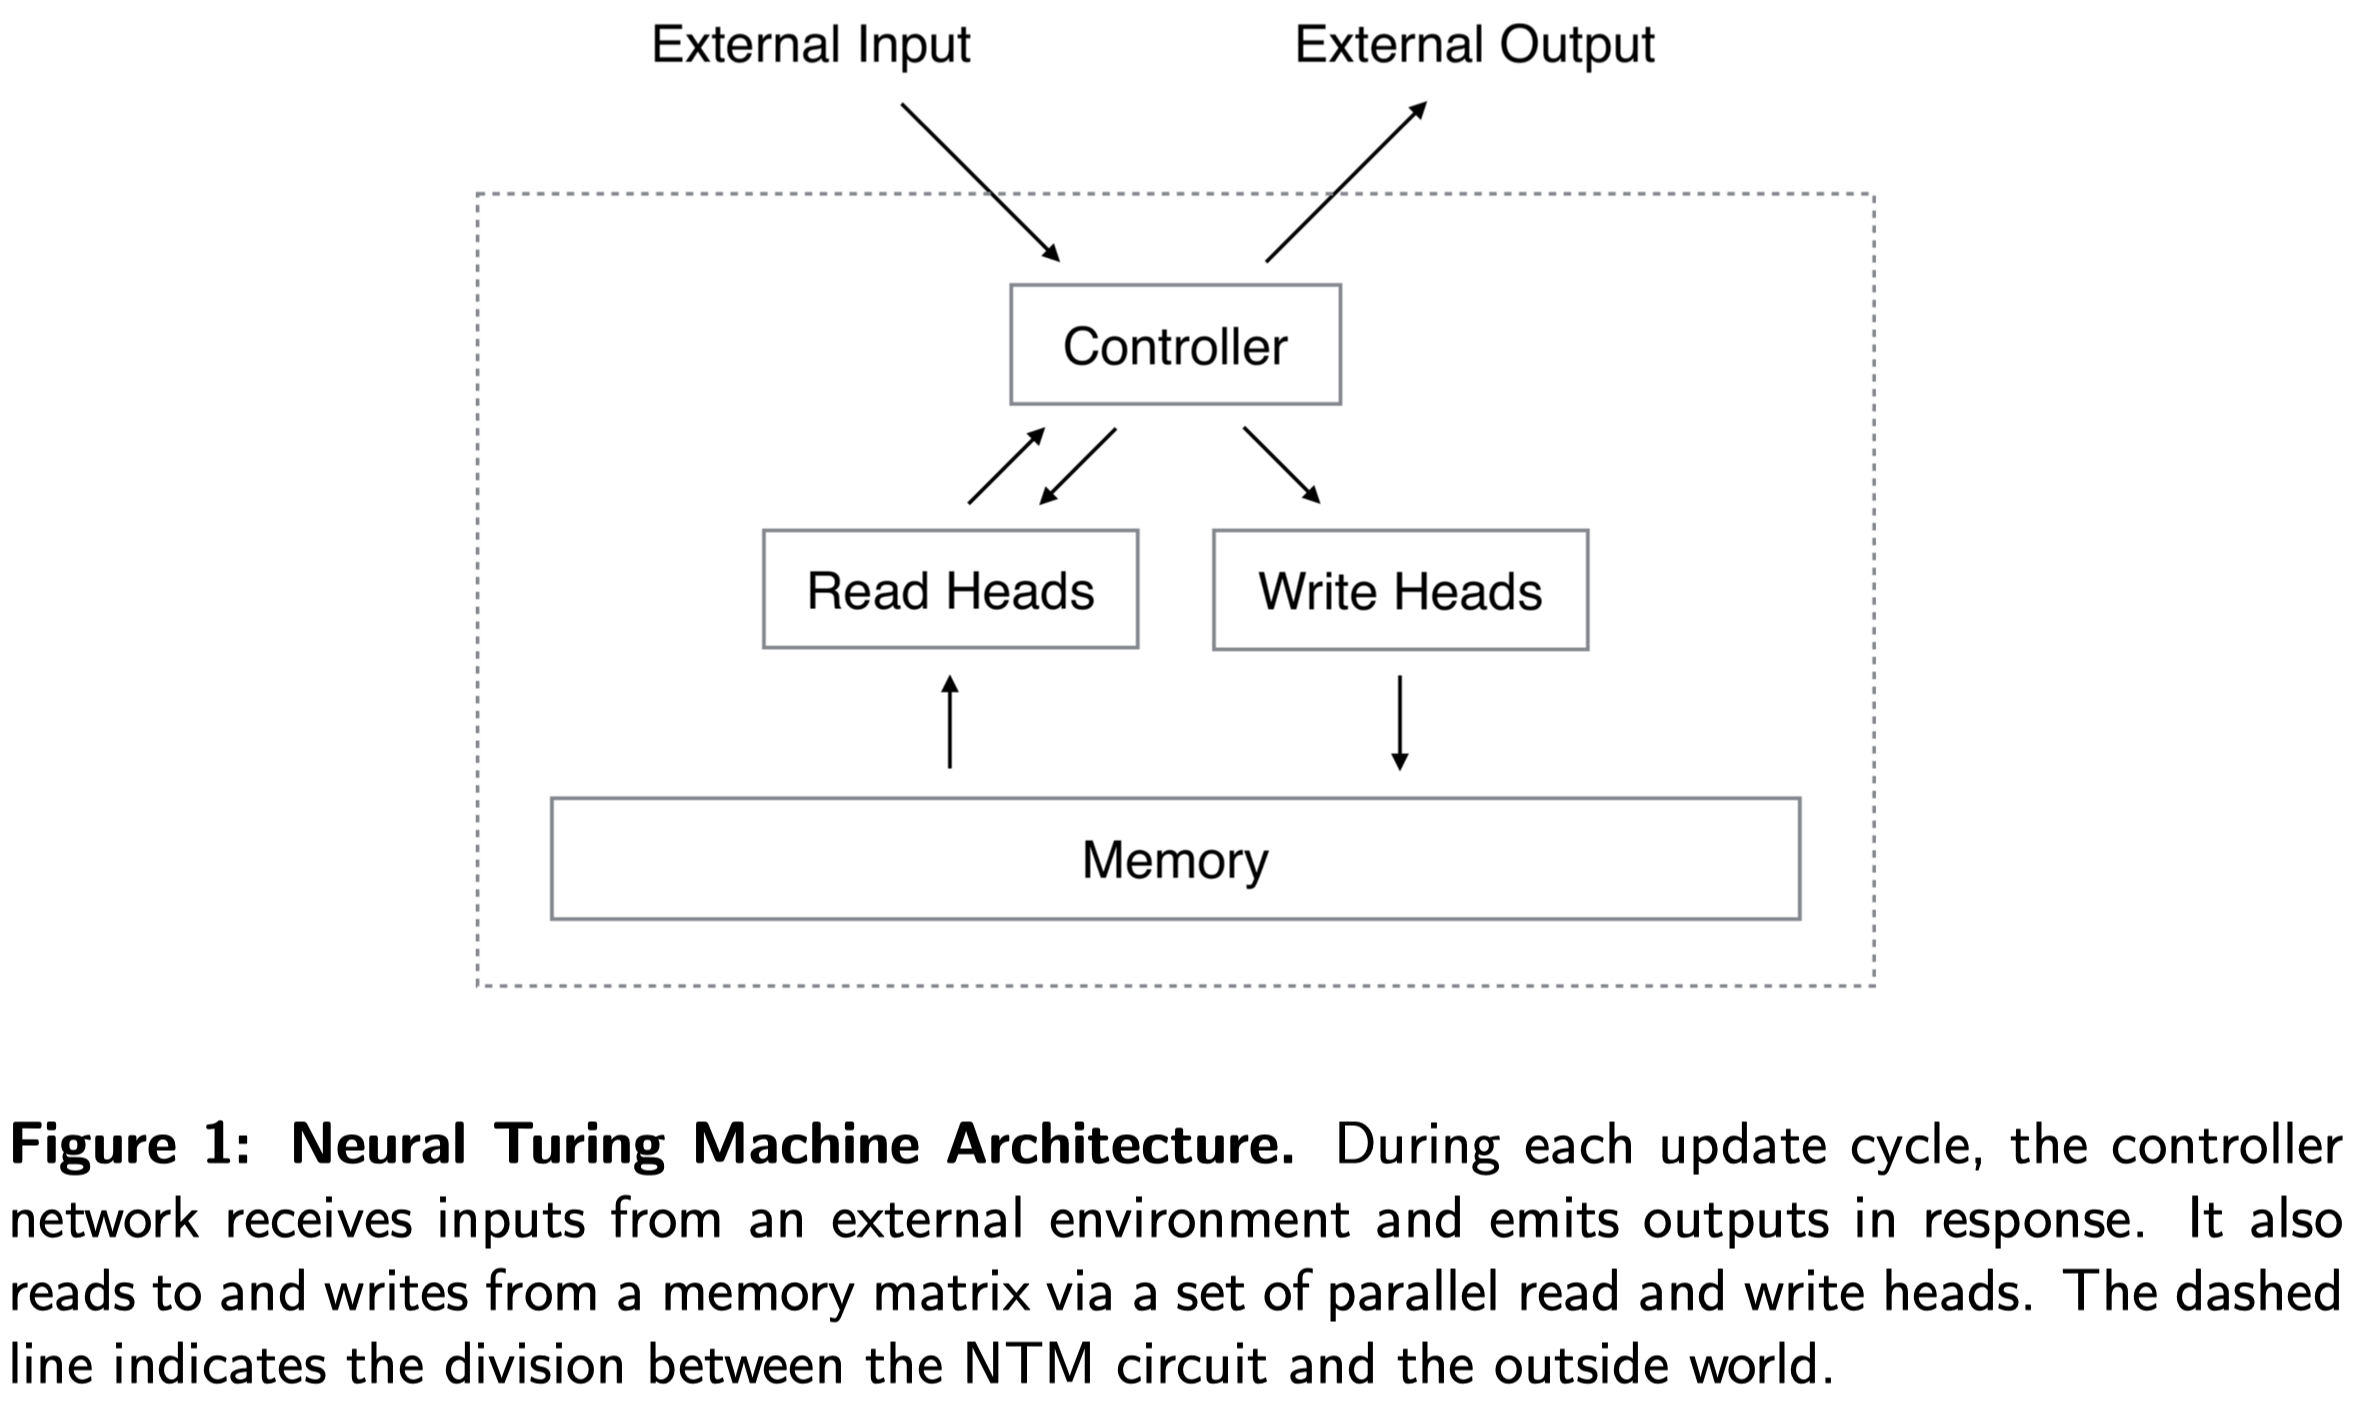 External Input
External Output
Controller
Read Heads
Write Heads
Memory
Figure 1: Neural Turing Machine Architecture. During each update cycle, the controller
network receives inputs from an external environment and emits outputs in response. It also
reads to and writes from a memory matrix via a set of parallel read and write heads. The dashed
line indicates the division between the NTM circuit and the outside world.